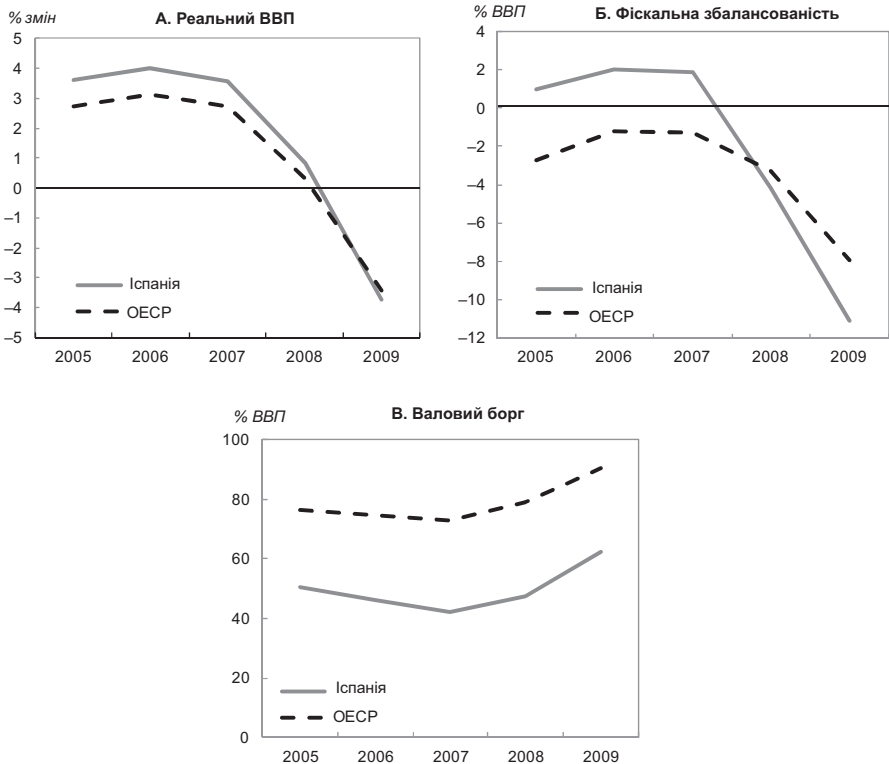 % змін
А. Реальний ВВП
5
4
3
2
1
0
–1
–2
–3
–4
–5
Іспанія
ОЕСР
2005 2006 2007 2008 2009
% ВВП
Б. Фіскальна збалансованість
4
2
0
–2
–4
–6
–8
–10
–12
Іспанія
ОЕСР
2005 2006 2007 2008 2009
% ВВП
В. Валовий борг
100
80
60
40
20
0
Іспанія
ОЕСР
2005 2006 2007 2008 2009